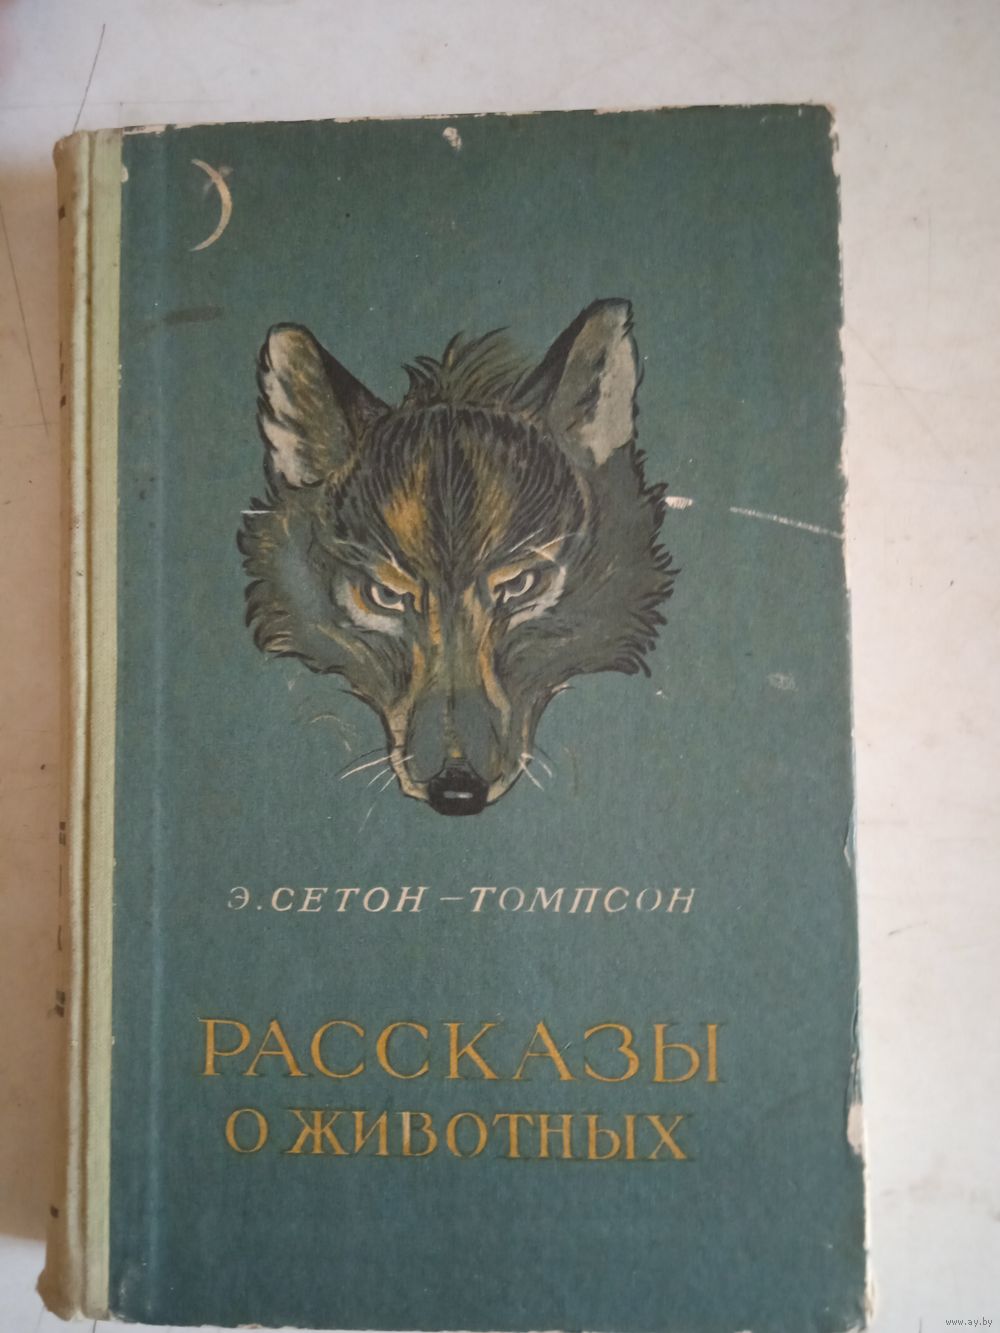 Э. СЕТОН – ТОМПСОН
РАССКАЗЫ
О ЖИВОТНЫХ
www.ay.by